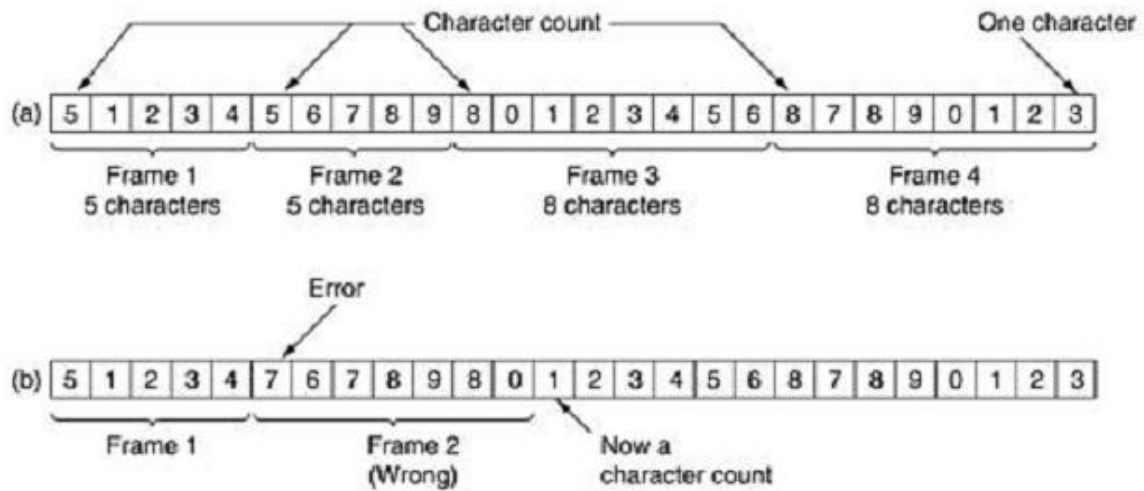 Character count
One character
(a) 5 1 2 3 4 5 6 7 8 9 8 0 1 2 3 4 5 6 8 7 8 9 0 1 2 3
Frame 1
5 characters
Frame 2
5 characters
Frame 3
8 characters
Frame 4
8 characters
Error
(b) 5 1 2 3 4 7 6 7 8 9 8 0 1 2 3 4 5 6 8 7 8 9 0 1 2 3
Frame 1
Frame 2
(Wrong)
Now a
character count